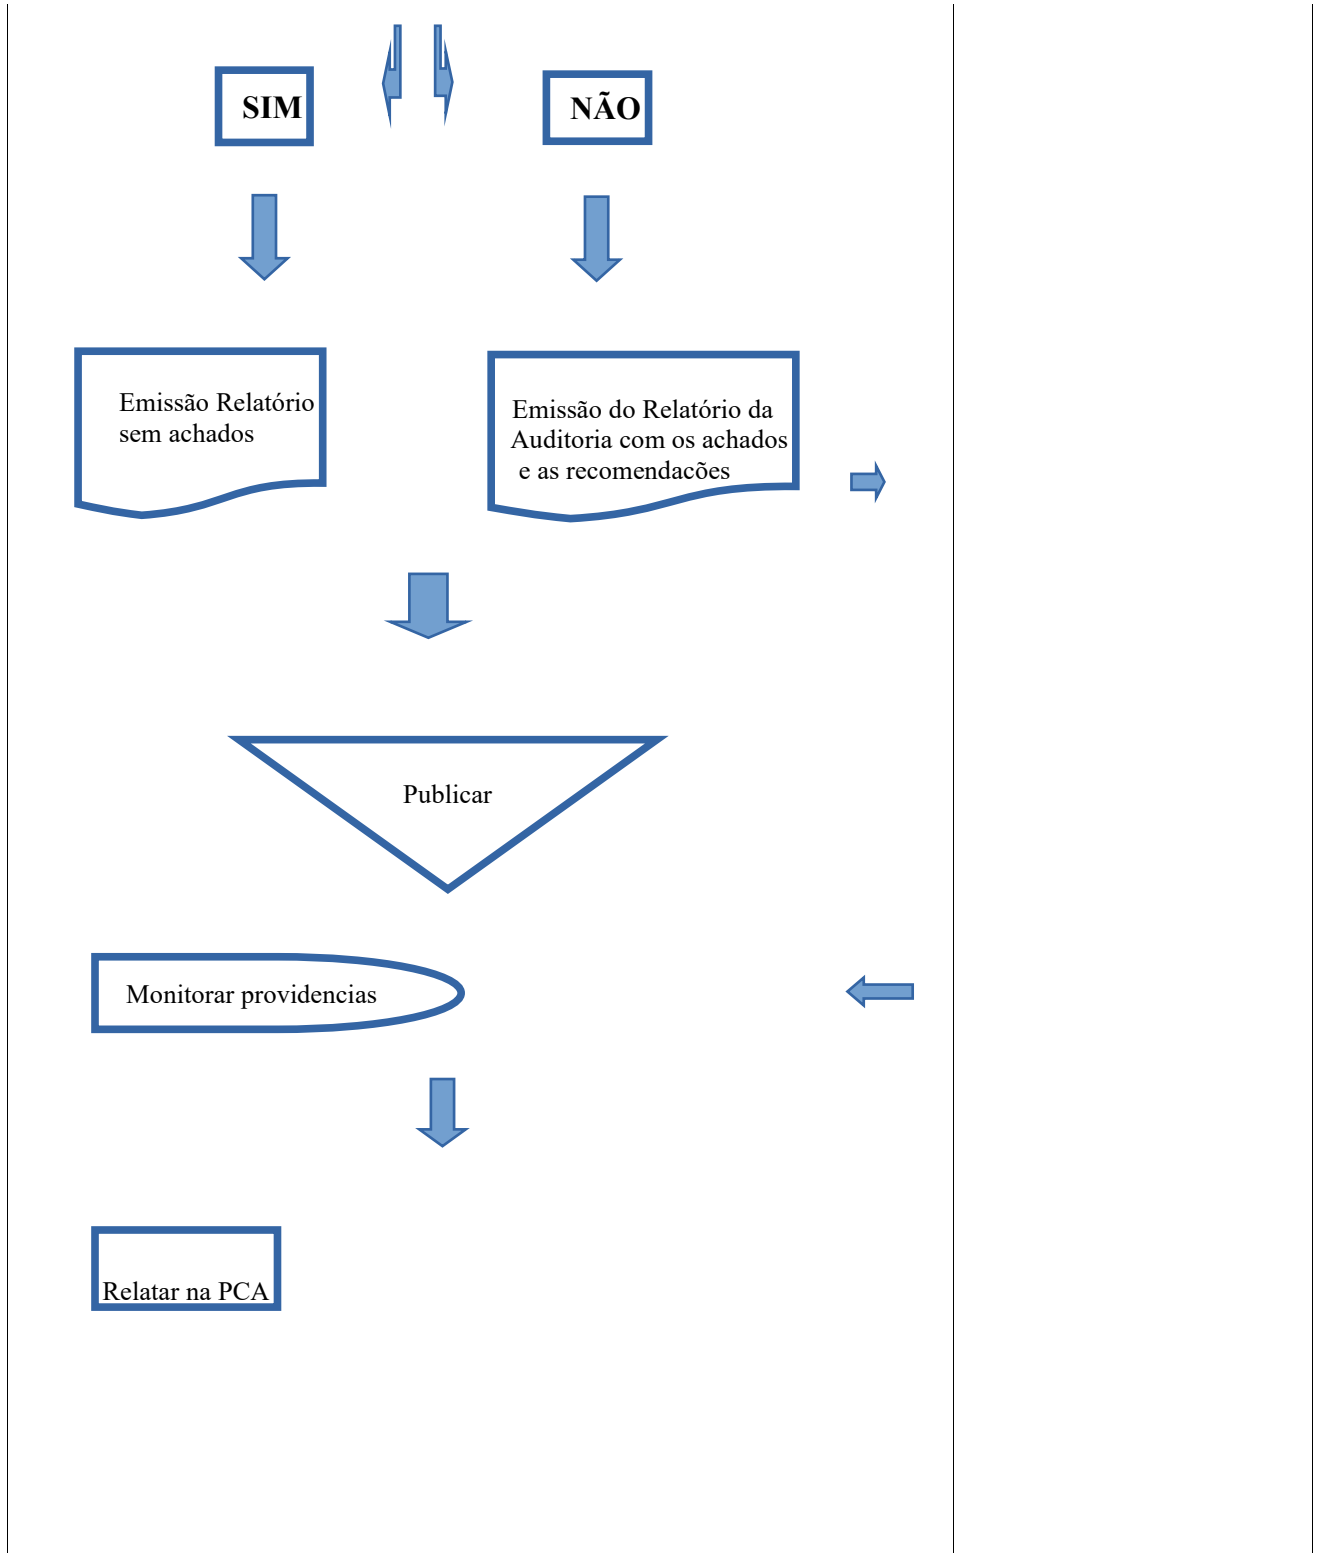 SIM
NÃO
Emissão Relatório
sem achados
Emissão do Relatório da
Auditoria com os achados
e as recomendacões
Publicar
Monitorar providencias
Relatar na PCA